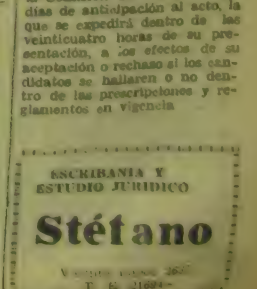 días de anticipación al acto, la
que se expedirá dentro de las
veinticuatro horas de su pre-
sentación, a los efectos de su
aceptación o rechazo si los can-
didatos se hallaren o no den-
tro de las prescripciones y re-
glamentos en vigencia
ESCRIBANIA Y
ESTUDIO JURIDICO
Stéfano
T. E. 21694